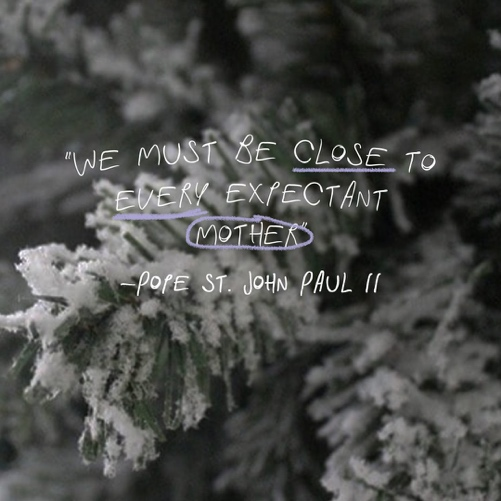 "WE MUST BE CLOSE TO
EVERY EXPECTANT
MOTHER"
-POPE ST. JOHN PAUL II